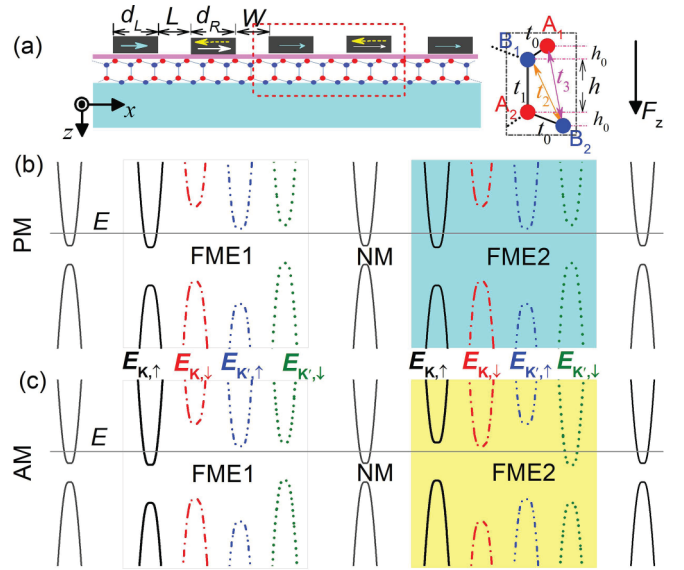 (a)
d_L L d_R W
x
z
t_0 A_1
B_1
h_0
t_3
h
t_2
t_1
A_2
h_0
t_0
B_2
F_z
(b)
PM
E
FME1
NM
FME2
E_K,↑ E_K,↓ E_K',↑ E_K',↓
E_K,↑ E_K,↓ E_K',↑ E_K',↓
(c)
AM
E
FME1
NM
FME2